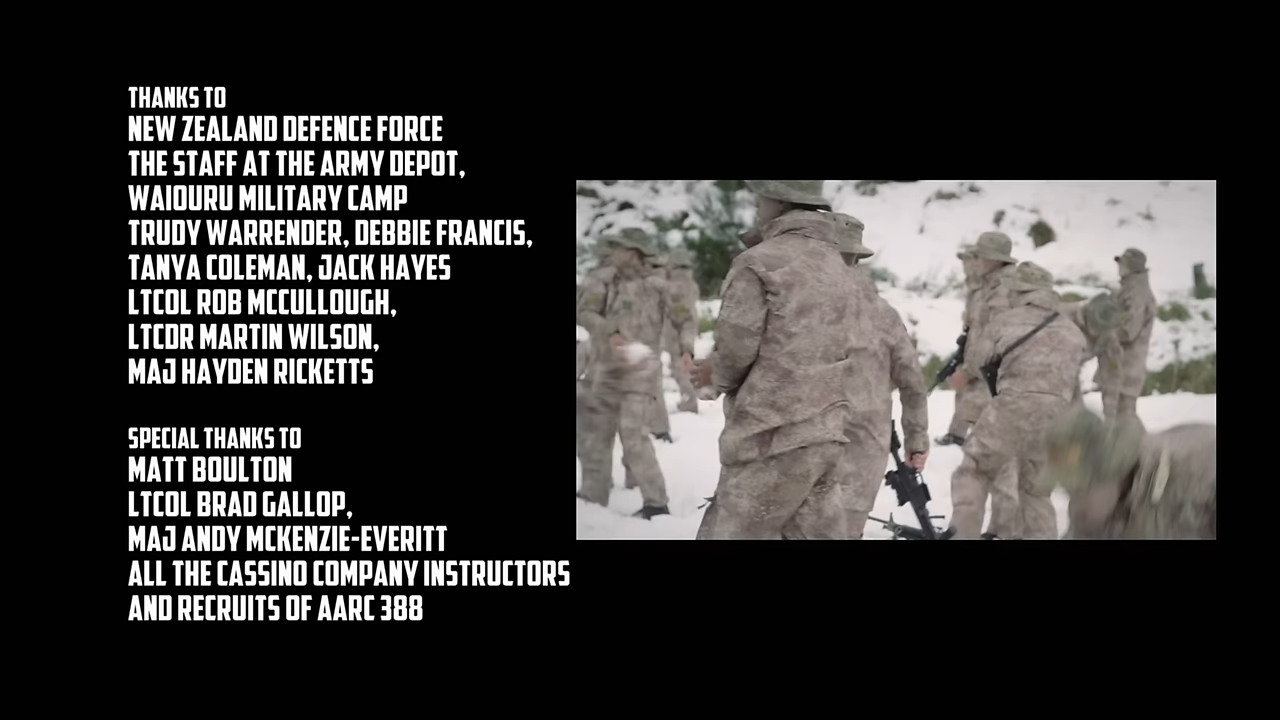 THANKS TO
NEW ZEALAND DEFENCE FORCE
THE STAFF AT THE ARMY DEPOT,
WAIOURU MILITARY CAMP
TRUDY WARRENDER, DEBBIE FRANCIS,
TANYA COLEMAN, JACK HAYES
LTCOL ROB MCCULLOUGH,
LTCDR MARTIN WILSON,
MAJ HAYDEN RICKETTS
SPECIAL THANKS TO
MATT BOULTON
LTCOL BRAD GALLOP,
MAJ ANDY MCKENZIE-EVERITT
ALL THE CASSINO COMPANY INSTRUCTORS
AND RECRUITS OF AARC 388